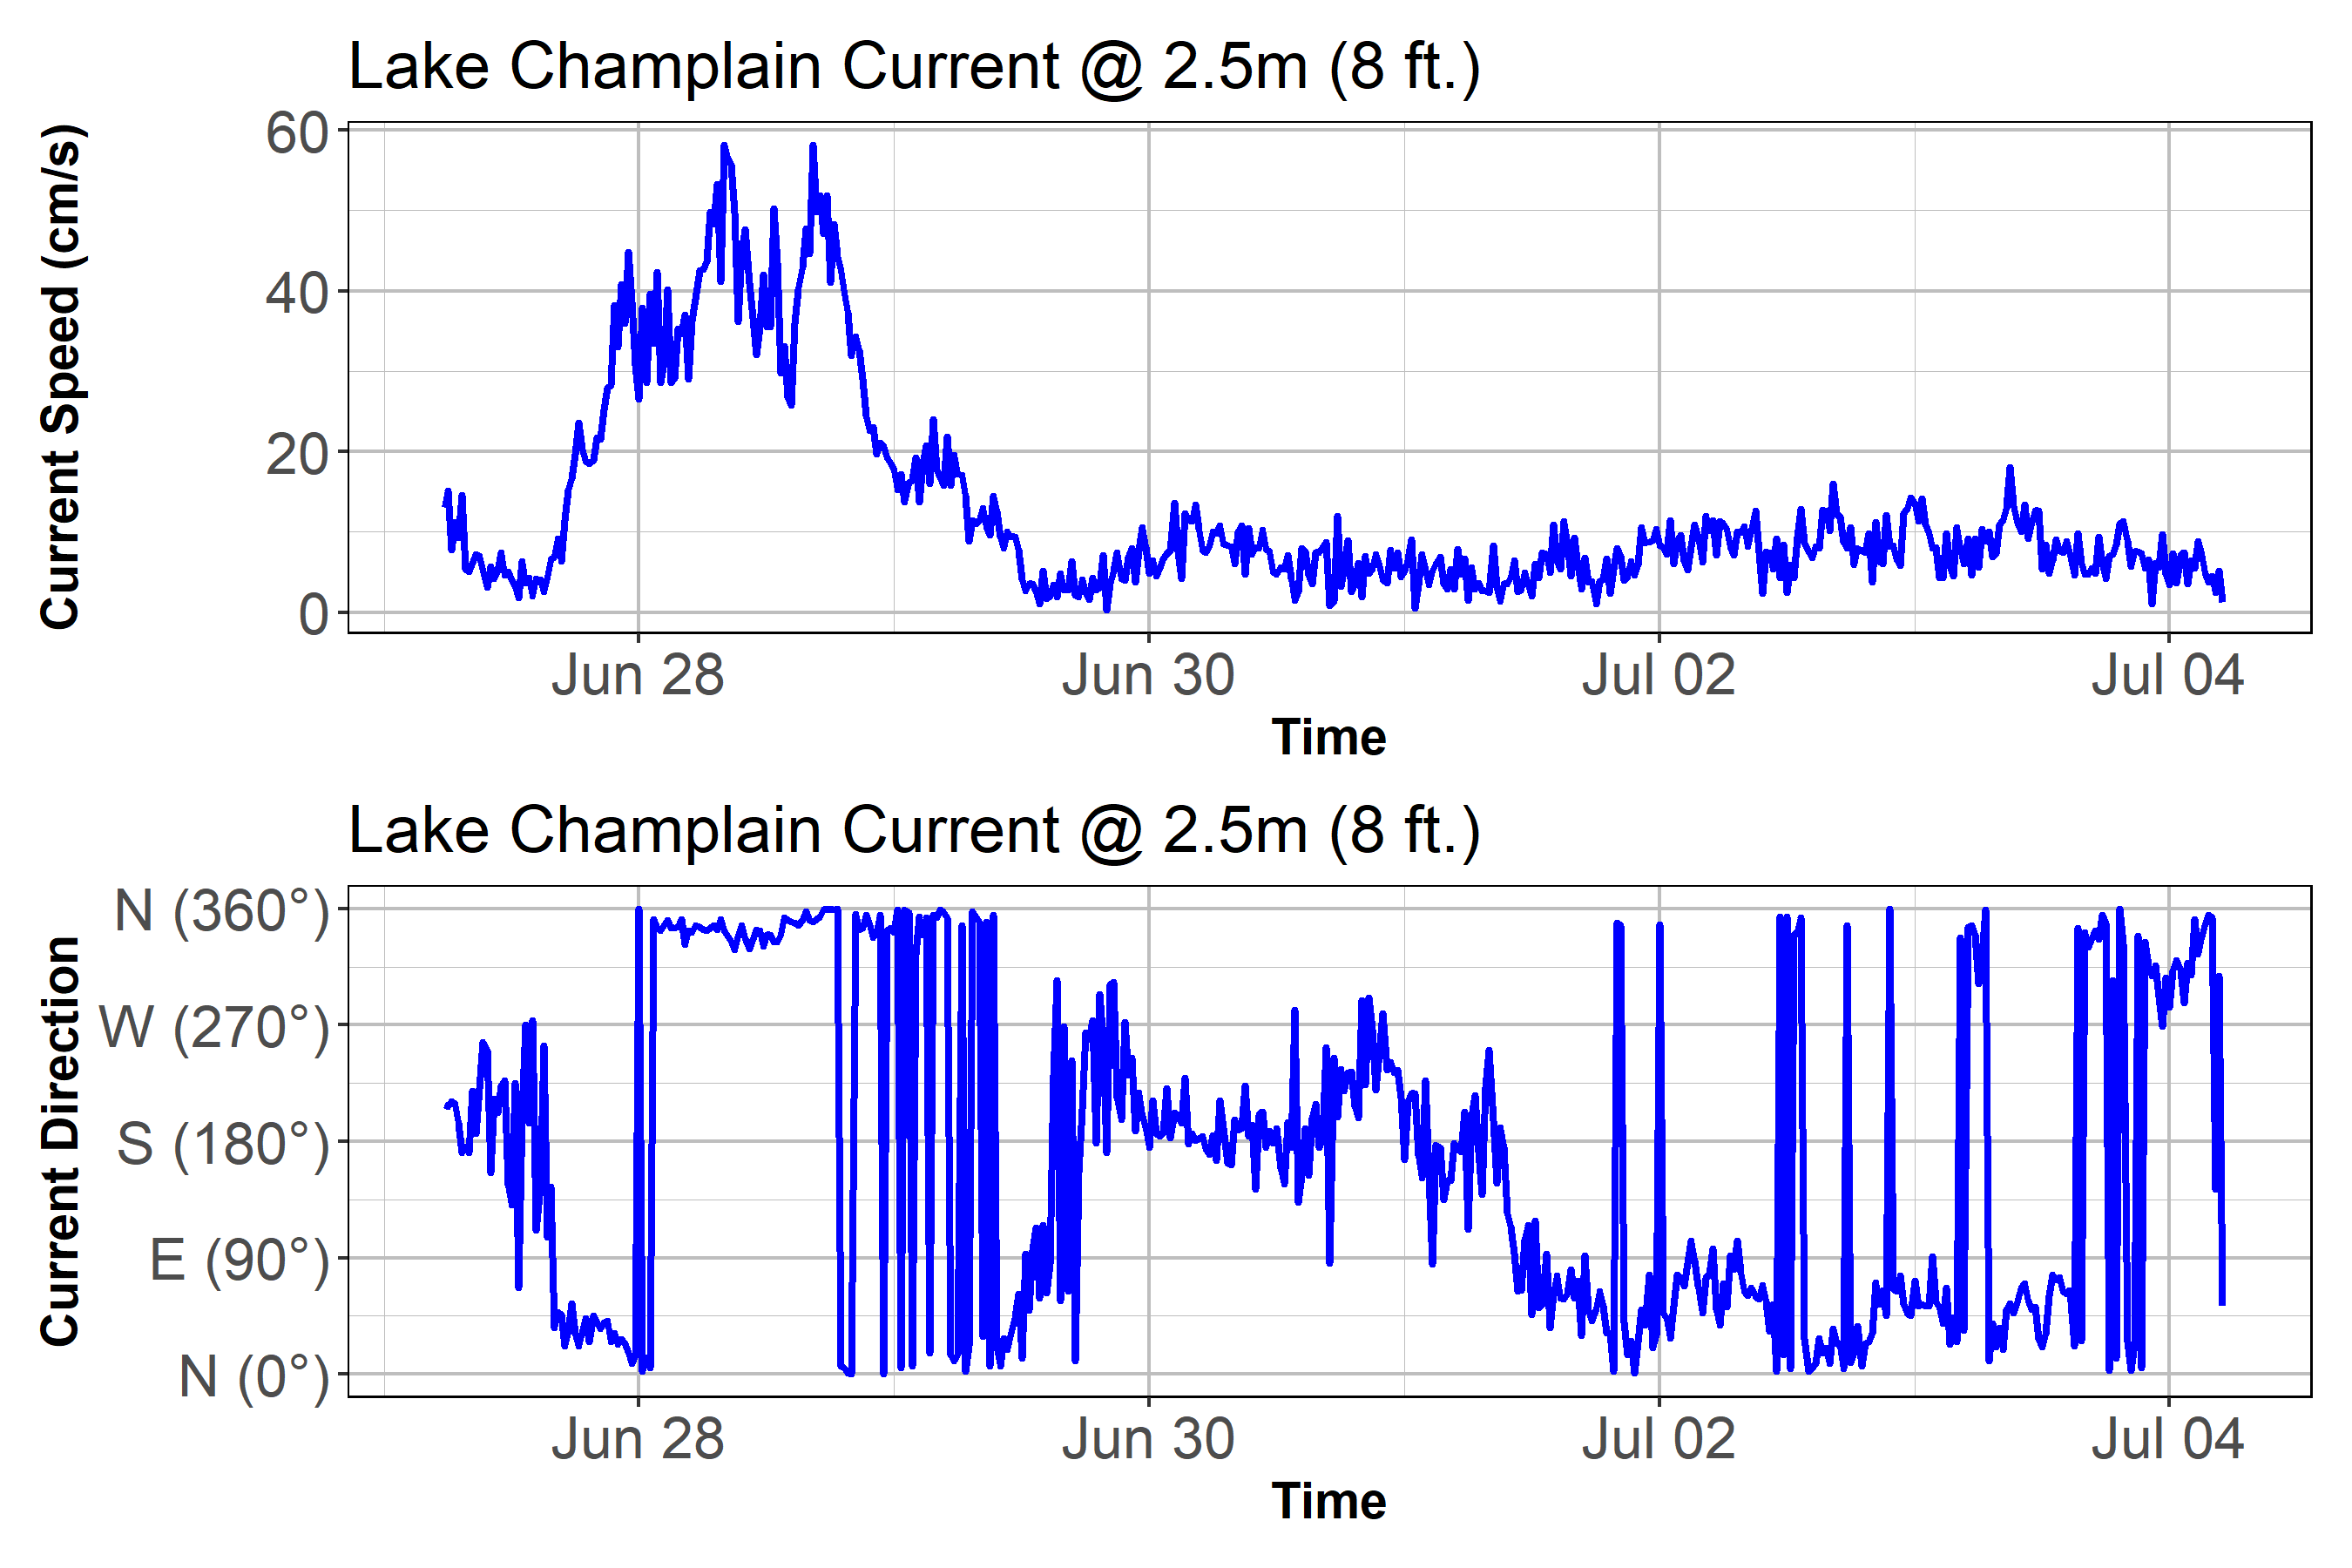 Lake Champlain Current @ 2.5m (8 ft.)
Current Speed (cm/s)
60
40
20
0
Jun 28 Jun 30 Jul 02 Jul 04
Time
Lake Champlain Current @ 2.5m (8 ft.)
Current Direction
N (360°)
W (270°)
S (180°)
E (90°)
N (0°)
Jun 28 Jun 30 Jul 02 Jul 04
Time